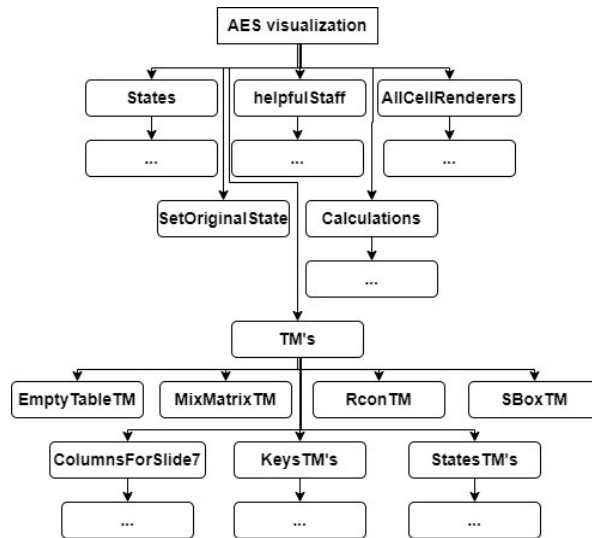 AES visualization
States
helpfulStaff
AllCellRenderers
...
...
...
SetOriginalState
Calculations
...
TM's
EmptyTableTM
MixMatrixTM
RconTM
SBoxTM
ColumnsForSlide7
KeysTM's
StatesTM's
...
...
...